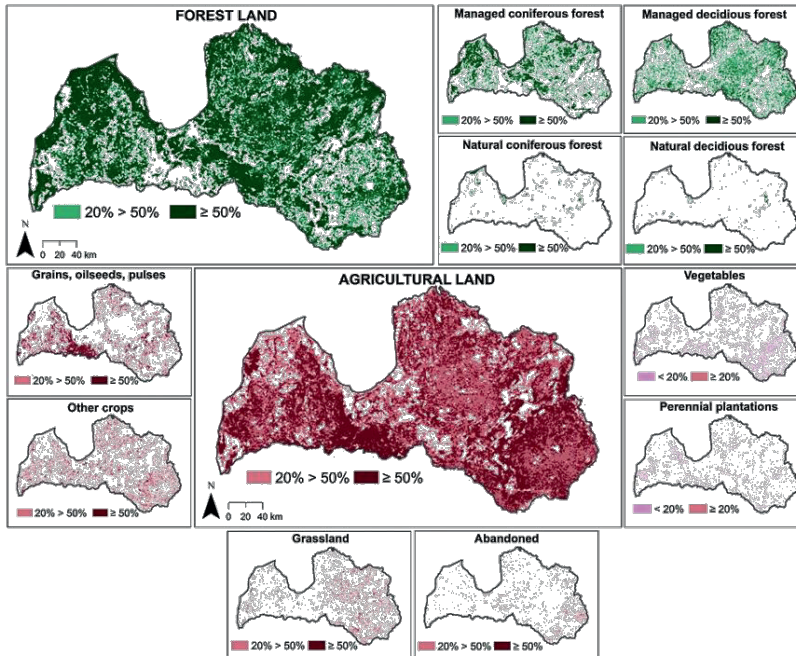 FOREST LAND
20% > 50% ≥ 50%
N
0 20 40 km
Managed coniferous forest
20% > 50% ≥ 50%
Managed decidious forest
20% > 50% ≥ 50%
Natural coniferous forest
20% > 50% ≥ 50%
Natural decidious forest
20% > 50% ≥ 50%
Grains, oilseeds, pulses
20% > 50% ≥ 50%
Other crops
20% > 50% ≥ 50%
AGRICULTURAL LAND
20% > 50% ≥ 50%
N
0 20 40 km
Vegetables
< 20% ≥ 20%
Perennial plantations
< 20% ≥ 20%
Grassland
20% > 50% ≥ 50%
Abandoned
20% > 50% ≥ 50%